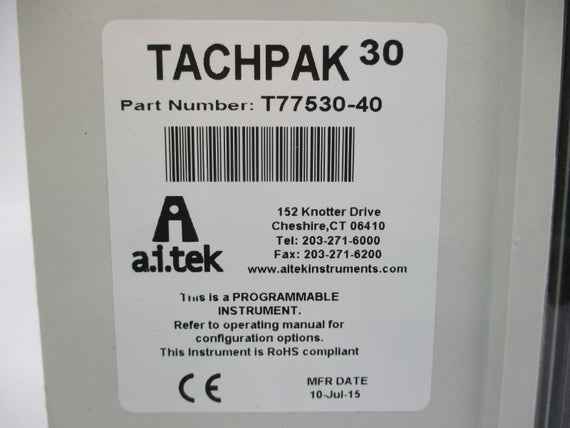 TACHPAK 30
Part Number: T77530-40
a.i.tek
152 Knotter Drive
Cheshire,CT 06410
Tel: 203-271-6000
Fax: 203-271-6200
www.aitekinstruments.com
This is a PROGRAMMABLE
INSTRUMENT.
Refer to operating manual for
configuration options.
This Instrument is RoHS compliant
CE
MFR DATE
10-Jul-15